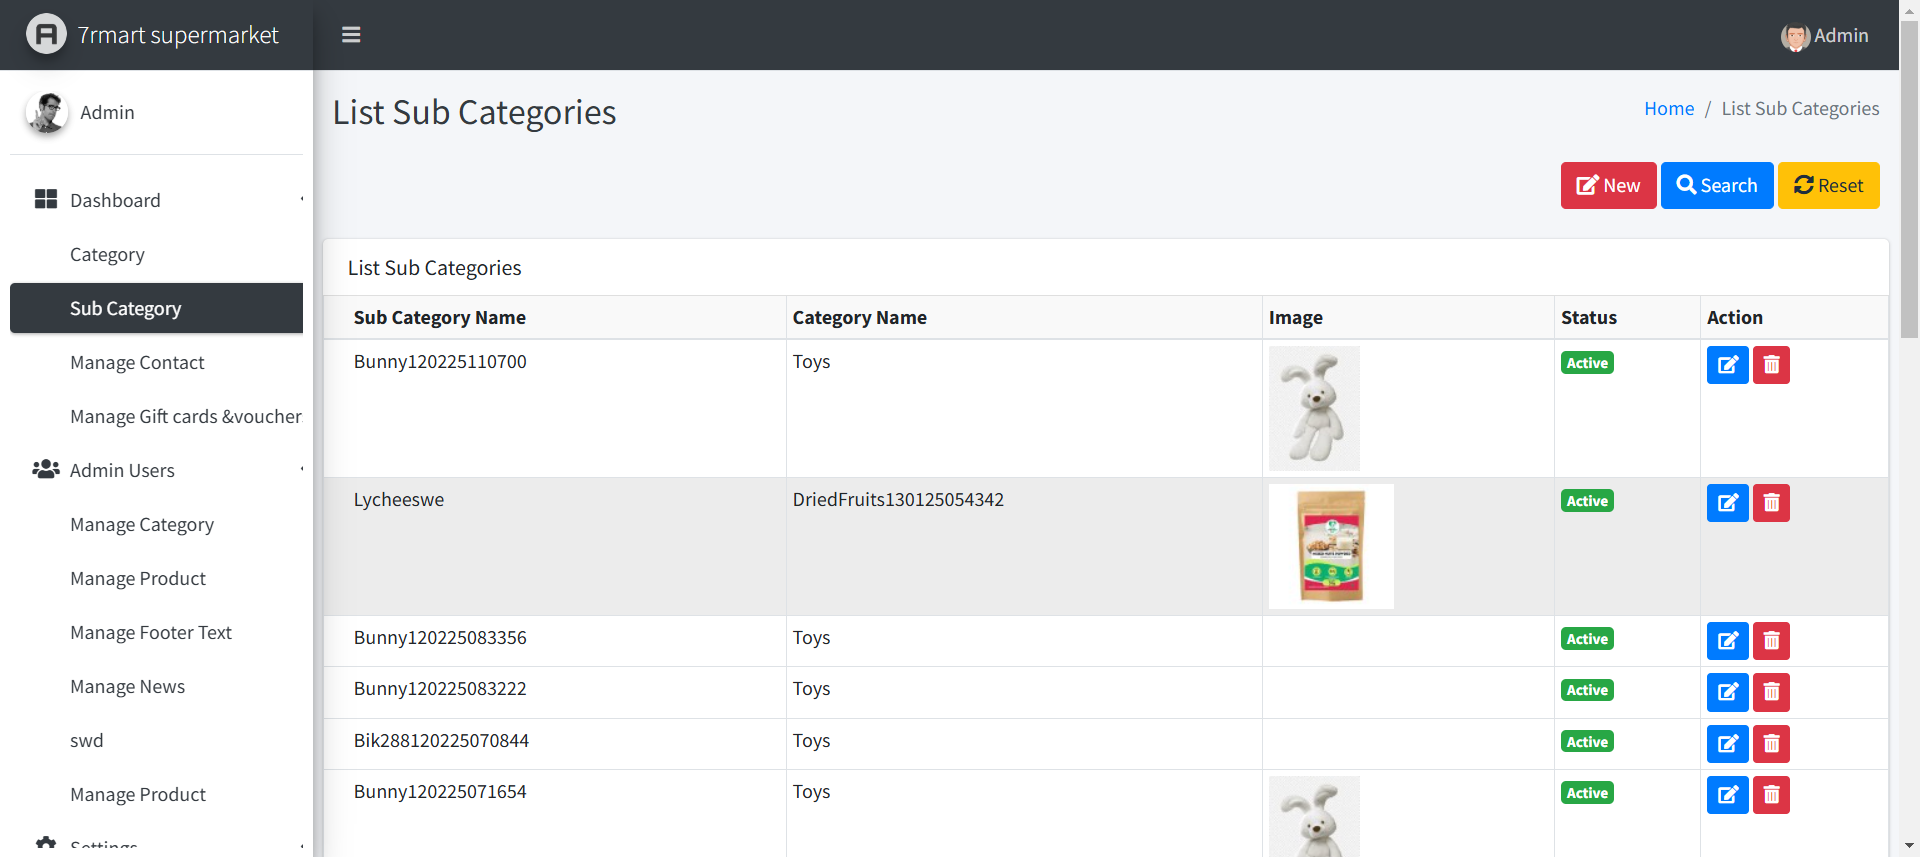 7rmart supermarket
Admin
Admin
List Sub Categories
Home / List Sub Categories
New
Search
Reset
Dashboard
Category
Sub Category
Manage Contact
Manage Gift cards &voucher
Admin Users
Manage Category
Manage Product
Manage Footer Text
Manage News
swd
Manage Product
Settings
List Sub Categories
Sub Category Name Category Name Image Status Action
Bunny120225110700 Toys Active
Lycheeswe DriedFruits130125054342 Active
Bunny120225083356 Toys Active
Bunny120225083222 Toys Active
Bik288120225070844 Toys Active
Bunny120225071654 Toys Active